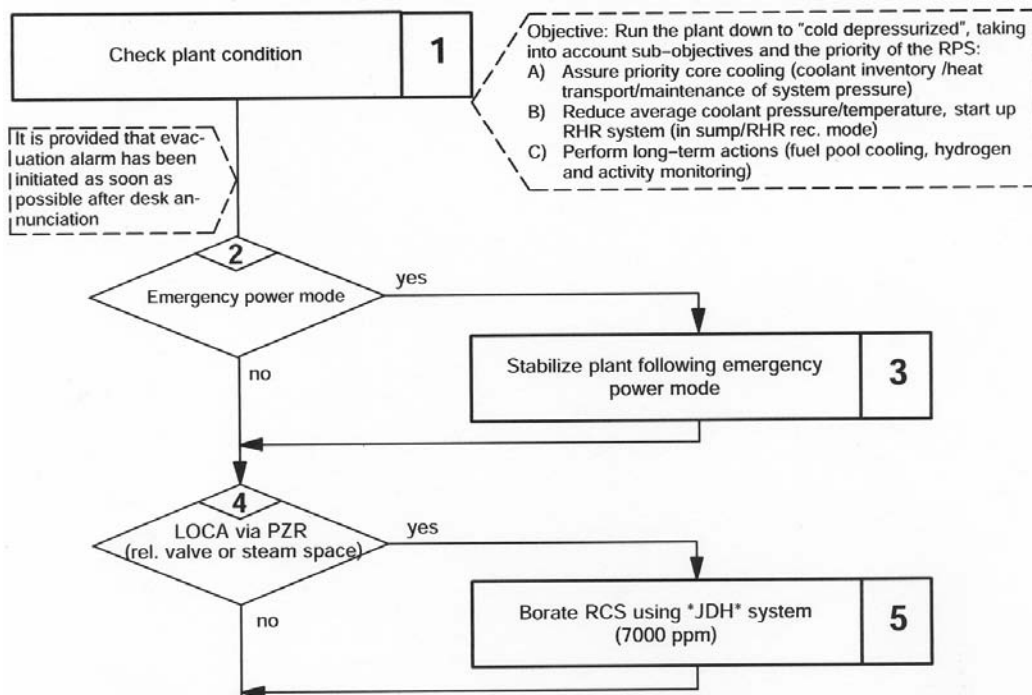 Check plant condition
1
Objective: Run the plant down to "cold depressurized", taking
into account sub-objectives and the priority of the RPS:
A) Assure priority core cooling (coolant inventory /heat
transport/maintenance of system pressure)
B) Reduce average coolant pressure/temperature, start up
RHR system (in sump/RHR rec. mode)
C) Perform long-term actions (fuel pool cooling, hydrogen
and activity monitoring)
It is provided that evac-
uation alarm has been
initiated as soon as
possible after desk an-
nunciation
2
Emergency power mode
yes
no
Stabilize plant following emergency
power mode
3
4
LOCA via PZR
(rel. valve or steam space)
yes
no
Borate RCS using *JDH* system
(7000 ppm)
5